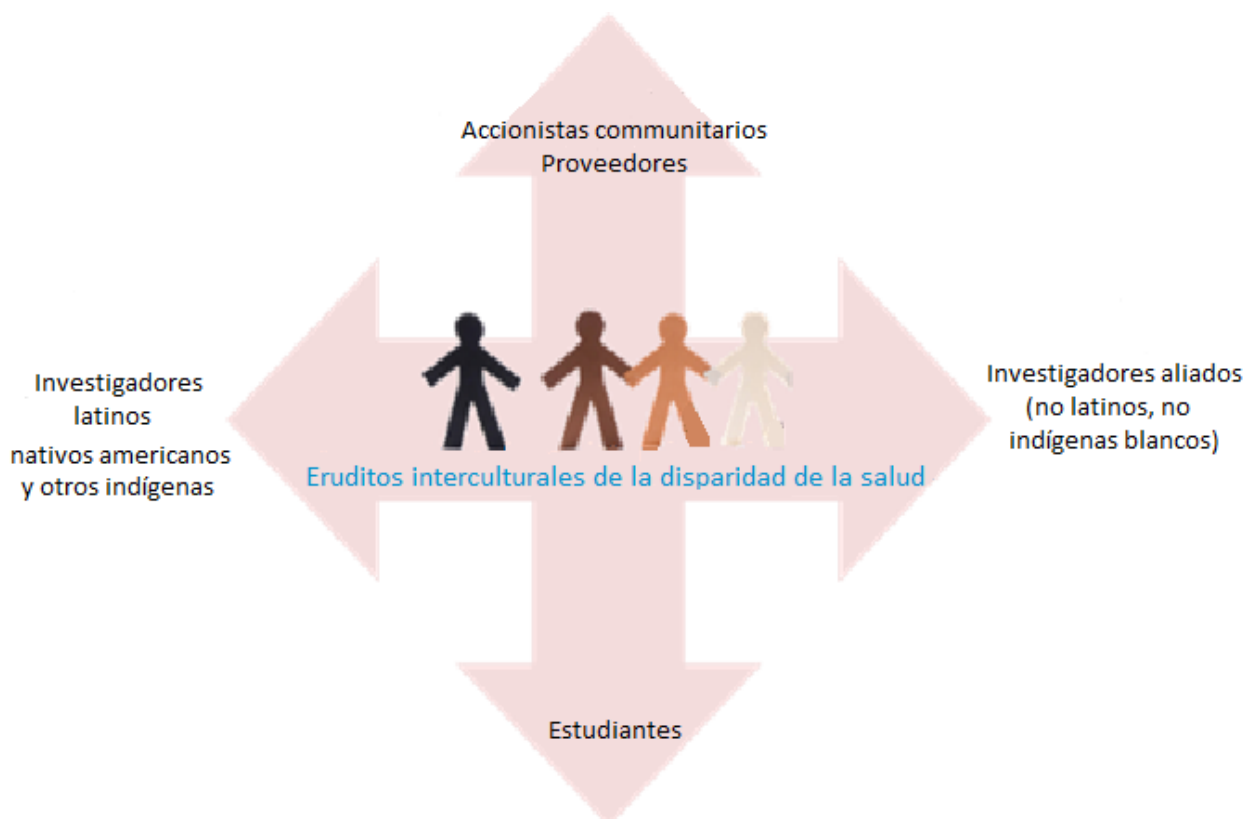 Accionistas communitarios
Proveedores
Investigadores
latinos
nativos americanos
y otros indígenas
Eruditos interculturales de la disparidad de la salud
Investigadores aliados
(no latinos, no
indígenas blancos)
Estudiantes